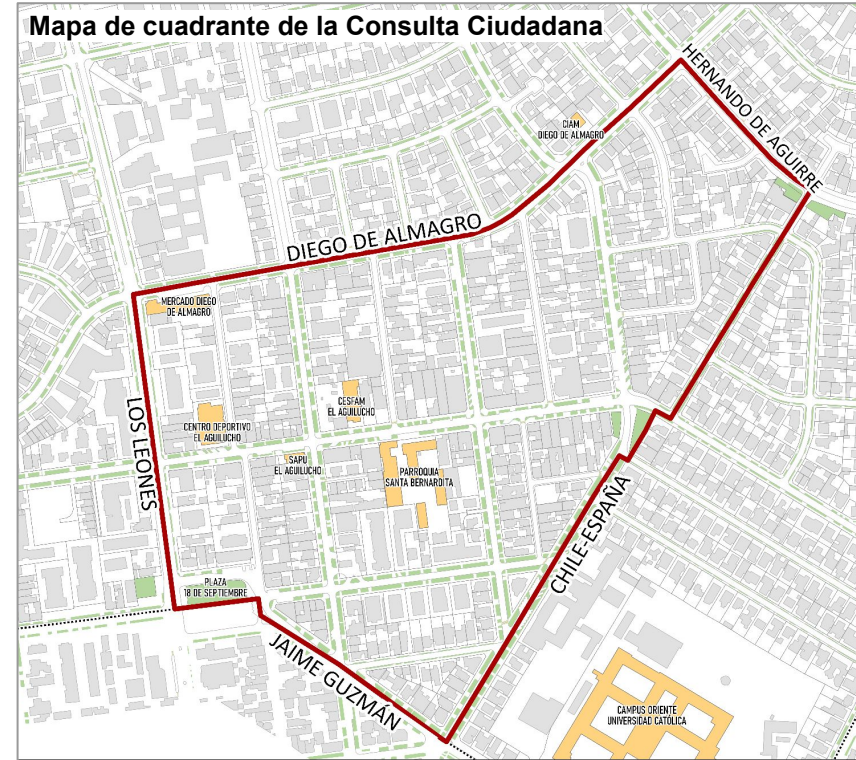 Mapa de cuadrante de la Consulta Ciudadana
HERNANDO DE AGUIRRE
CIAM
DIEGO DE ALMAGRO
DIEGO DE ALMAGRO
MERCADO DIEGO
DE ALMAGRO
LOS LEONES
CENTRO DEPORTIVO
EL AGUILUCHO
CESFAM
EL AGUILUCHO
SAPU
EL AGUILUCHO
PARROQUIA
SANTA BERNARDITA
CHILE-ESPAÑA
PLAZA
18 DE SEPTIEMBRE
JAIME GUZMÁN
CAMPUS ORIENTE
UNIVERSIDAD CATÓLICA